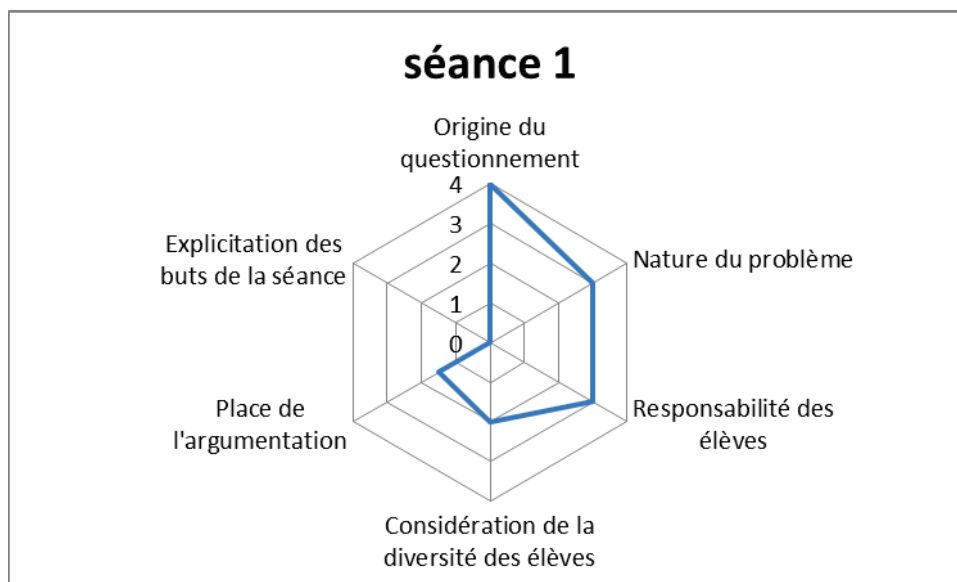 séance 1
Origine du
questionnement
4
3
2
1
0
Nature du problème
Responsabilité des
élèves
Considération de la
diversité des élèves
Place de
l'argumentation
Explicitation des
buts de la séance